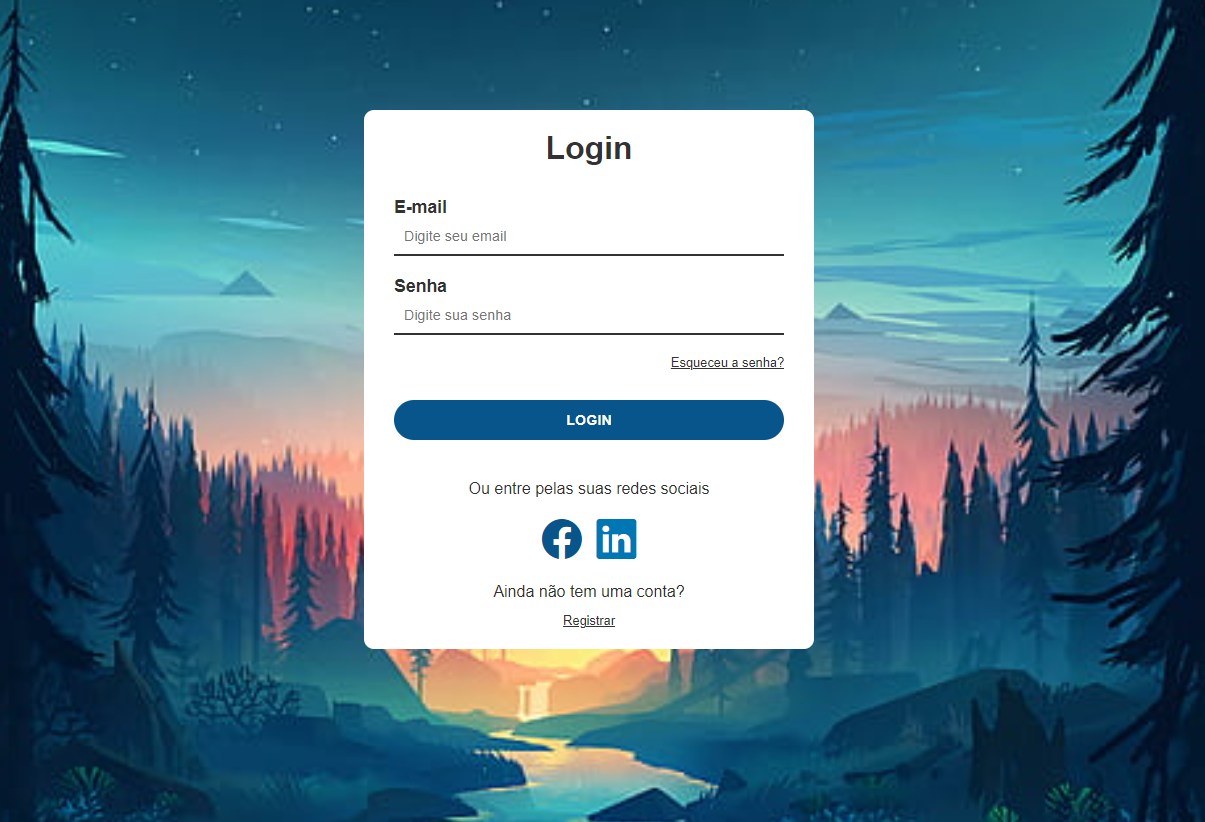 Login
E-mail
Digite seu email
Senha
Digite sua senha
Esqueceu a senha?
LOGIN
Ou entre pelas suas redes sociais
in
Ainda não tem uma conta?
Registrar